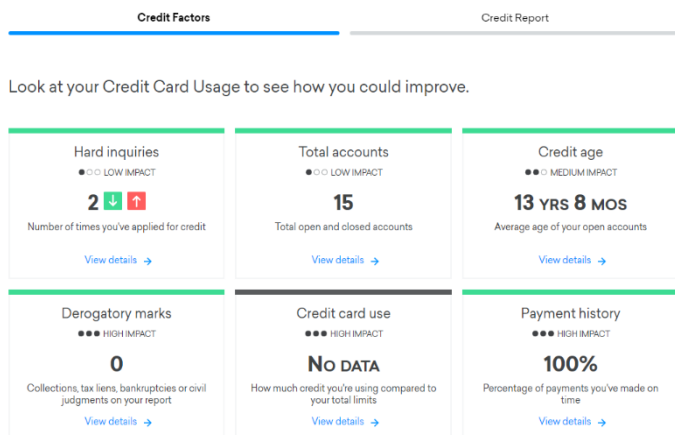 Credit Factors
Credit Report
Look at your Credit Card Usage to see how you could improve.
Hard inquiries
LOW IMPACT
2
Number of times you've applied for credit
View details
Total accounts
LOW IMPACT
15
Total open and closed accounts
View details
Credit age
MEDIUM IMPACT
13 YRS 8 MOS
Average age of your open accounts
View details
Derogatory marks
HIGH IMPACT
0
Collections, tax liens, bankruptcies or civil
judgments on your report
View details
Credit card use
HIGH IMPACT
NO DATA
How much credit you're using compared to
your total limits
View details
Payment history
HIGH IMPACT
100%
Percentage of payments you've made on
time
View details